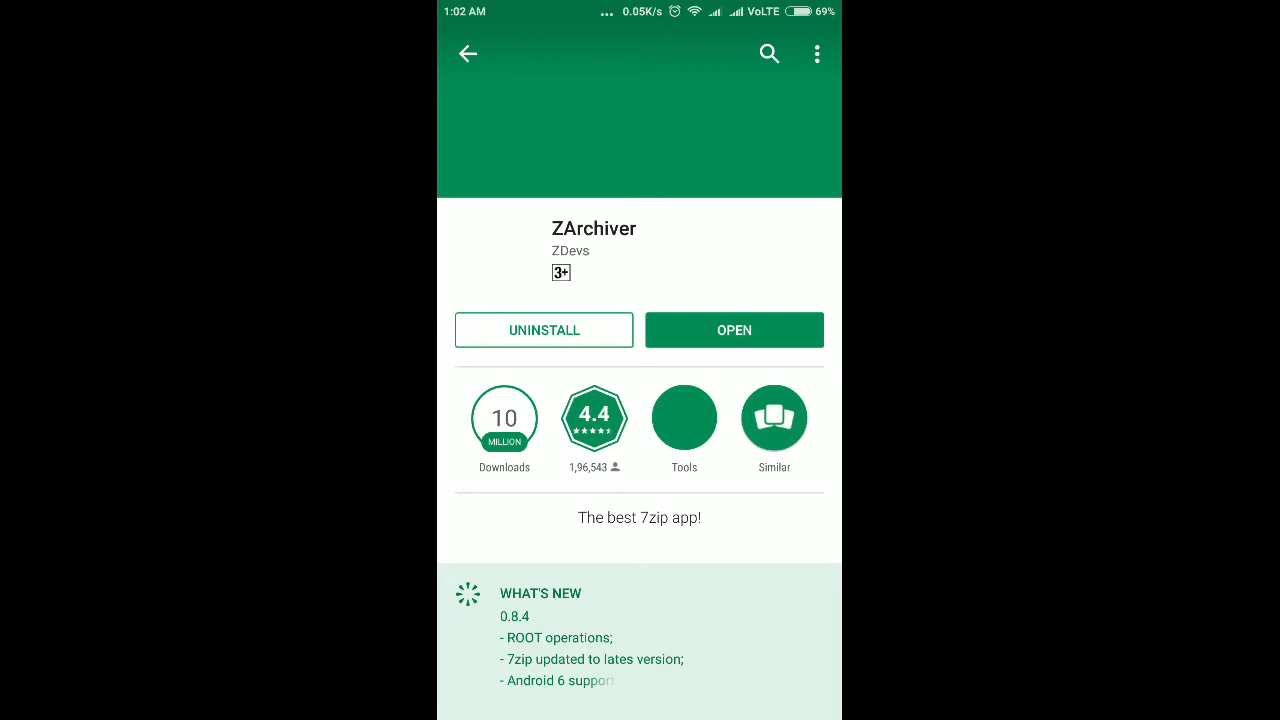 1:02 AM ... 0.05K/s VoLTE 69%
ZArchiver
ZDevs
3+
UNINSTALL OPEN
10 4.4
MILLION
Downloads 1,96,543 Tools Similar
The best 7zip app!
WHAT'S NEW
0.8.4
- ROOT operations;
- 7zip updated to lates version;
- Android 6 support